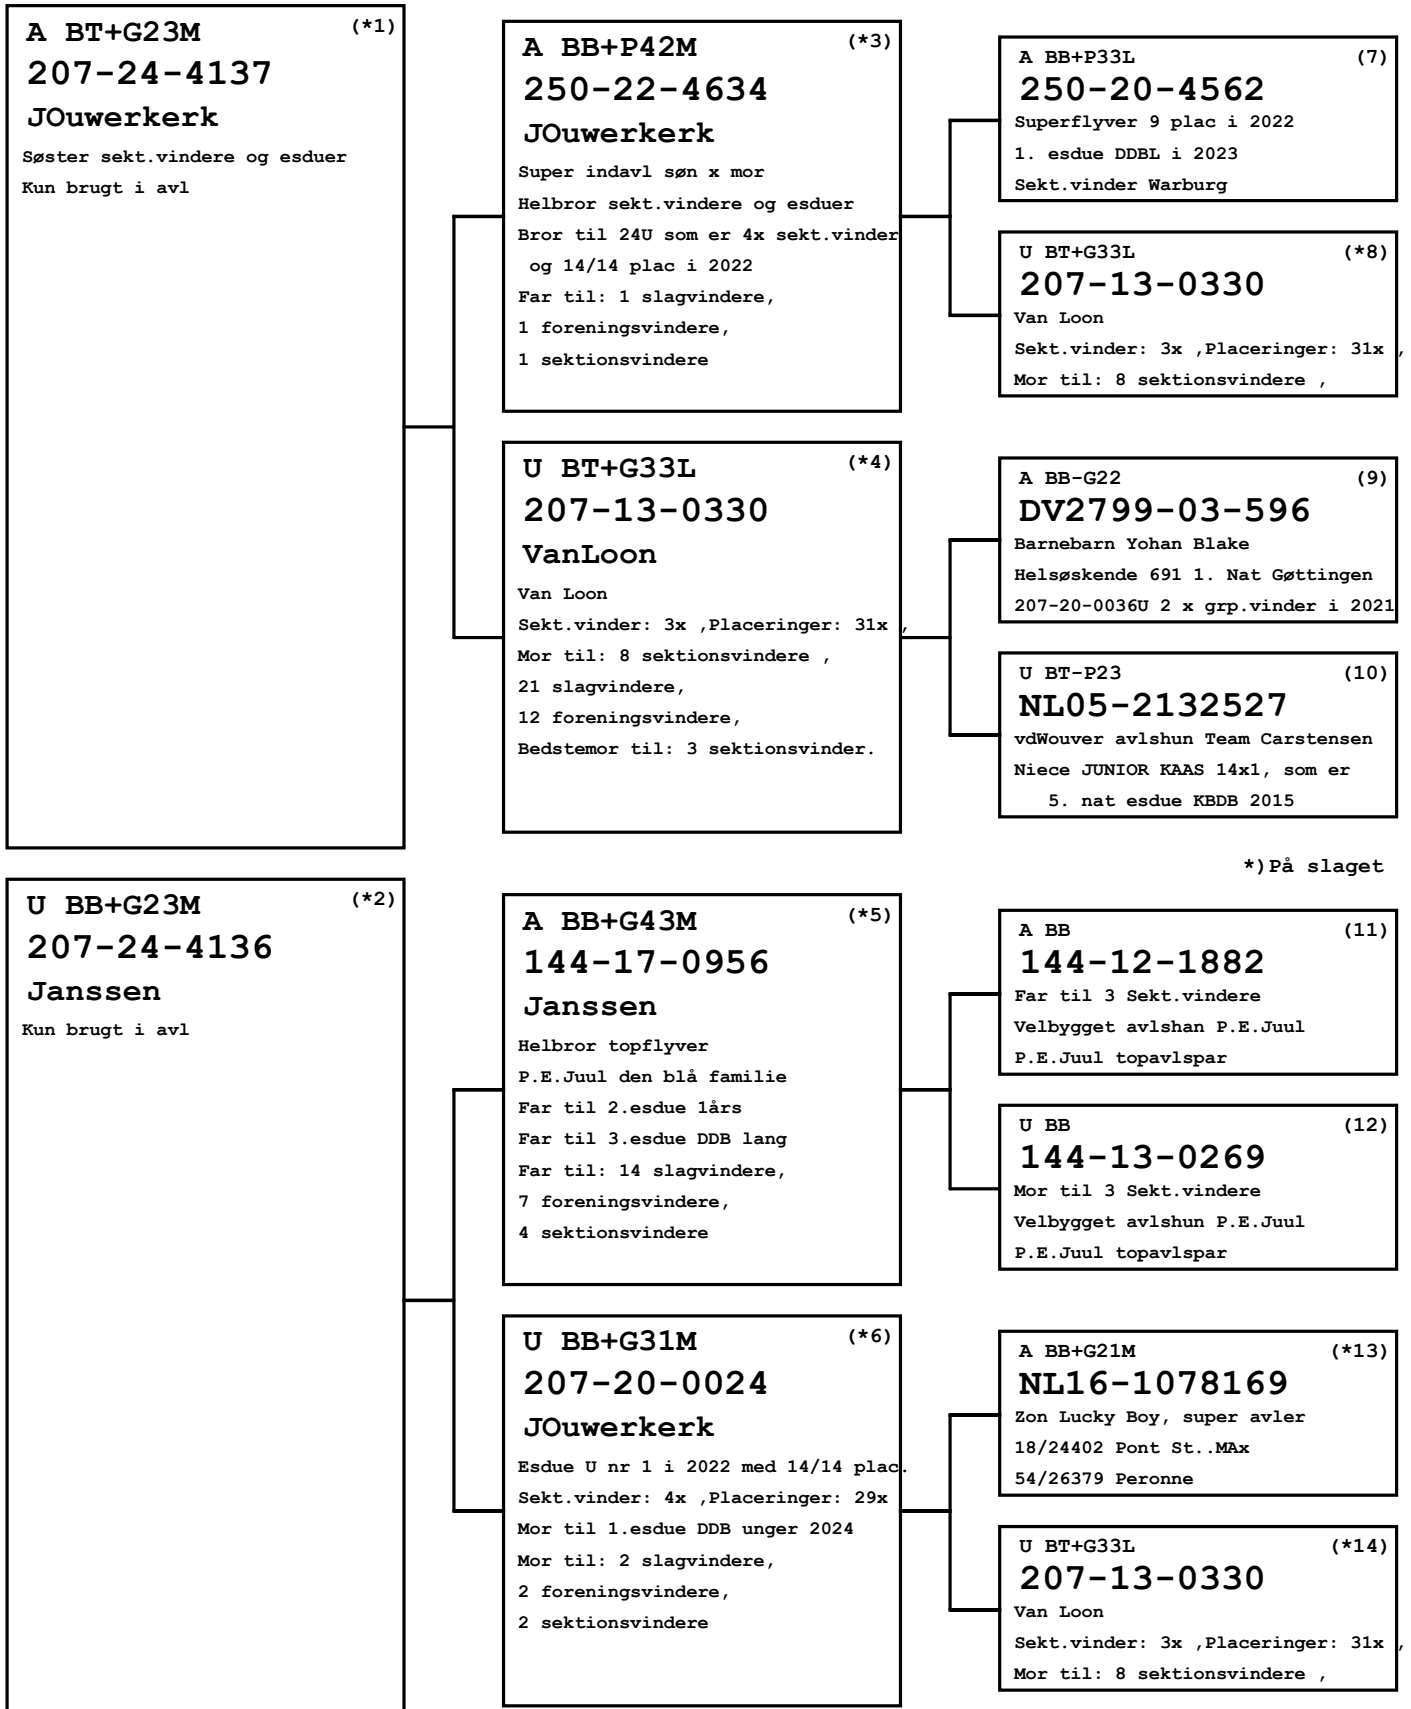 A BT+G23M (*1)
207-24-4137
JOuwerkerk
Søster sekt.vindere og esduer
Kun brugt i avl
A BB+P42M (*3)
250-22-4634
JOuwerkerk
Super indavl søn x mor
Helbror sekt.vindere og esduer
Bror til 24U som er 4x sekt.vinder
og 14/14 plac i 2022
Far til: 1 slagvindere,
1 foreningsvindere,
1 sektionsvindere
A BB+P33L (7)
250-20-4562
Superflyver 9 plac i 2022
1. esdue DDBL i 2023
Sekt.vinder Warburg
U BT+G33L (*8)
207-13-0330
Van Loon
Sekt.vinder: 3x ,Placeringer: 31x ,
Mor til: 8 sektionsvindere ,
U BT+G33L (*4)
207-13-0330
VanLoon
Van Loon
Sekt.vinder: 3x ,Placeringer: 31x ,
Mor til: 8 sektionsvindere ,
21 slagvindere,
12 foreningsvindere,
Bedstemor til: 3 sektionsvinder.
A BB-G22 (9)
DV2799-03-596
Barnebarn Yohan Blake
Helsøskende 691 1. Nat Gøttingen
207-20-0036U 2 x grp.vinder i 2021
U BT-P23 (10)
NL05-2132527
vdWouver avlshun Team Carstensen
Niece JUNIOR KAAS 14x1, som er
5. nat esdue KBDB 2015
*)På slaget
U BB+G23M (*2)
207-24-4136
Janssen
Kun brugt i avl
A BB+G43M (*5)
144-17-0956
Janssen
Helbror topflyver
P.E.Juul den blå familie
Far til 2.esdue 1års
Far til 3.esdue DDB lang
Far til: 14 slagvindere,
7 foreningsvindere,
4 sektionsvindere
A BB (11)
144-12-1882
Far til 3 Sekt.vindere
Velbygget avlshan P.E.Juul
P.E.Juul topavlspar
U BB (12)
144-13-0269
Mor til 3 Sekt.vindere
Velbygget avlshun P.E.Juul
P.E.Juul topavlspar
U BB+G31M (*6)
207-20-0024
JOuwerkerk
Esdue U nr 1 i 2022 med 14/14 plac.
Sekt.vinder: 4x ,Placeringer: 29x
Mor til 1.esdue DDB unger 2024
Mor til: 2 slagvindere,
2 foreningsvindere,
2 sektionsvindere
A BB+G21M (*13)
NL16-1078169
Zon Lucky Boy, super avler
18/24402 Pont St..MAx
54/26379 Peronne
U BT+G33L (*14)
207-13-0330
Van Loon
Sekt.vinder: 3x ,Placeringer: 31x ,
Mor til: 8 sektionsvindere ,